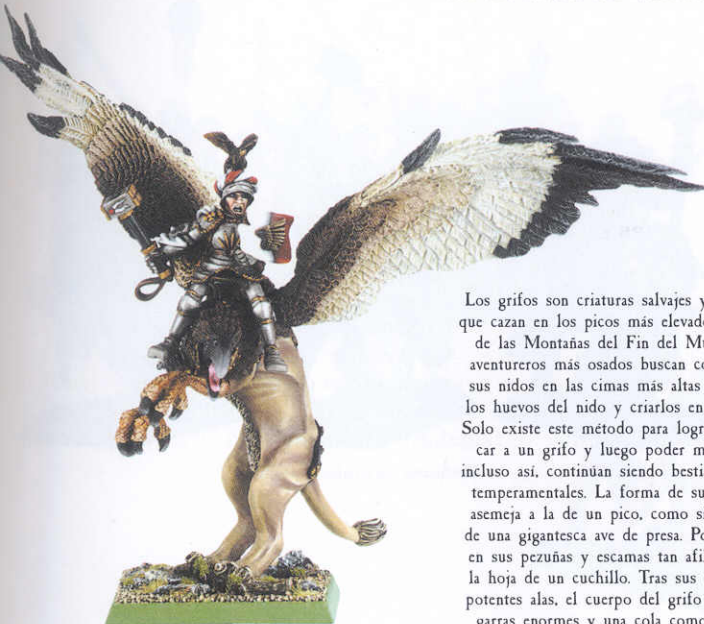 Los grifos son criaturas salvajes y
que cazan en los picos más elevad
de las Montañas del Fin del M
aventureros más osados buscan co
sus nidos en las cimas más altas
los huevos del nido y criarlos en
Solo existe este método para logr
car a un grifo y luego poder m
incluso así, continúan siendo besti
temperamentales. La forma de su
asemeja a la de un pico, como s
de una gigantesca ave de presa. Po
en sus pezuñas y escamas tan afil
la hoja de un cuchillo. Tras sus
potentes alas, el cuerpo del grifo
garras enormes y una cola como